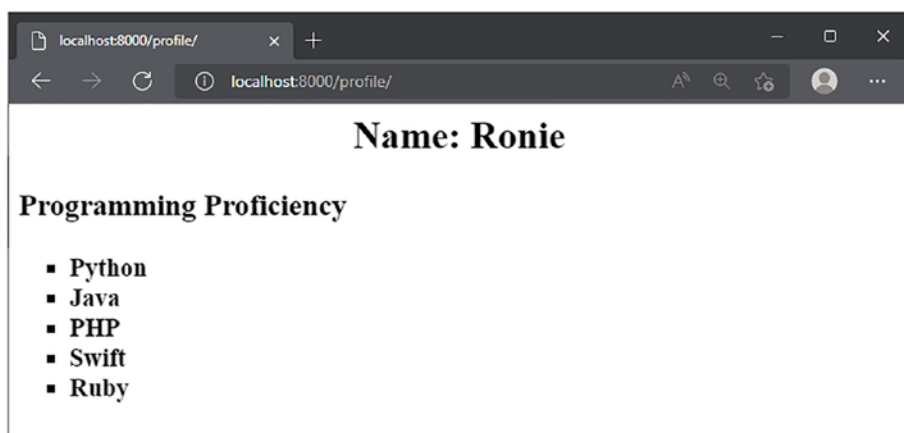 localhost:8000/profile/
localhost:8000/profile/
Name: Ronie
Programming Proficiency
Python
Java
PHP
Swift
Ruby